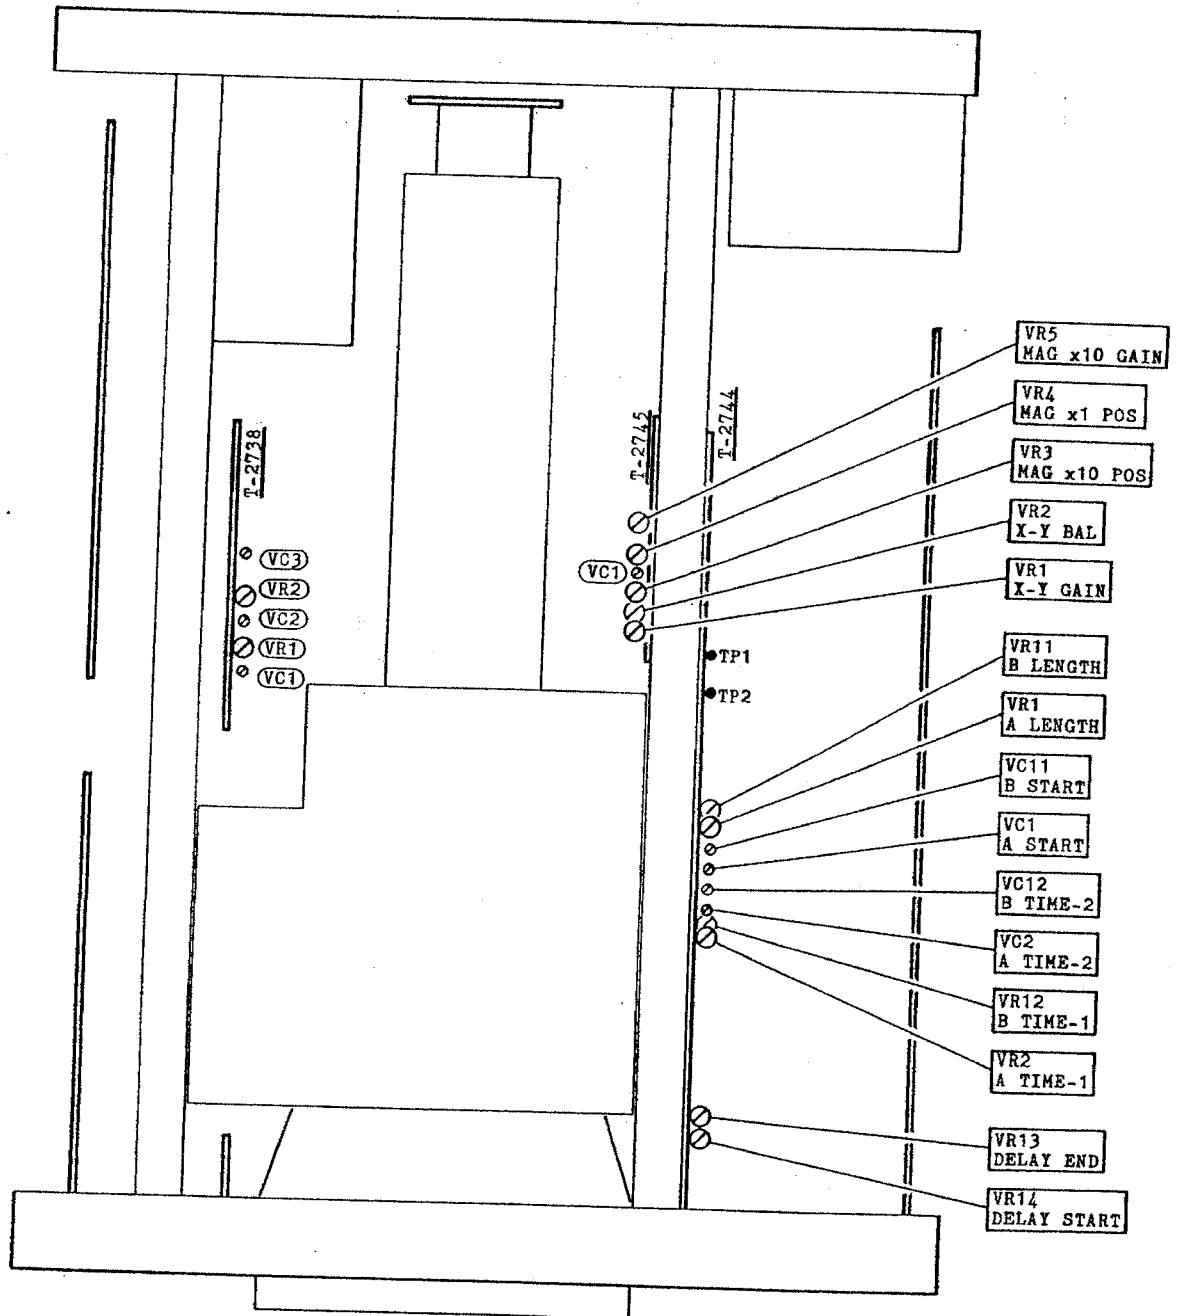 VR5
MAG x10 GAIN
VR4
MAG x1 POS
VR3
MAG x10 POS
VR2
X-Y BAL
VR1
X-Y GAIN
T-2738
T-2745
T-2744
VC3
VR2
VC2
VR1
VC1
VC1
TP1
TP2
VR11
B LENGTH
VR1
A LENGTH
VC11
B START
VC1
A START
VC12
B TIME-2
VC2
A TIME-2
VR12
B TIME-1
VR2
A TIME-1
VR13
DELAY END
VR14
DELAY START